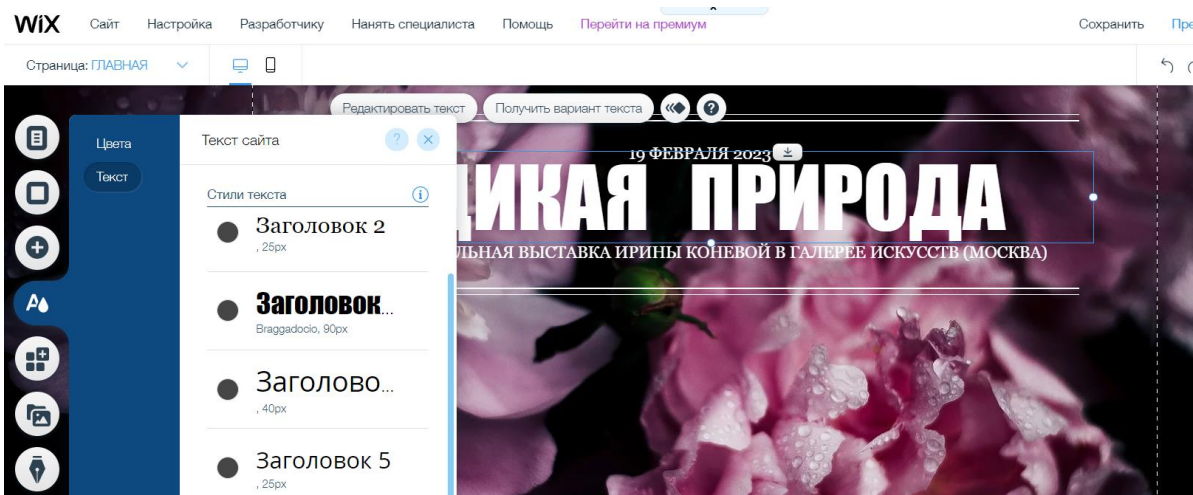 WiX Сайт Настройка Разработчику Нанять специалиста Помощь Перейти на премиум Сохранить
Страница: ГЛАВНАЯ
Редактировать текст Получить вариант текста ?
Цвета
Текст
Текст сайта ? ×
Стили текста i
Заголовок 2
, 25px
Заголовок...
Braggadocio, 90px
Заголово...
, 40px
Заголовок 5
, 25px
19 ФЕВРАЛЯ 2023
ДИКАЯ ПРИРОДА
ЛЬНАЯ ВЫСТАВКА ИРИНЫ КОНЕВОЙ В ГАЛЕРЕЕ ИСКУССТВ (МОСКВА)